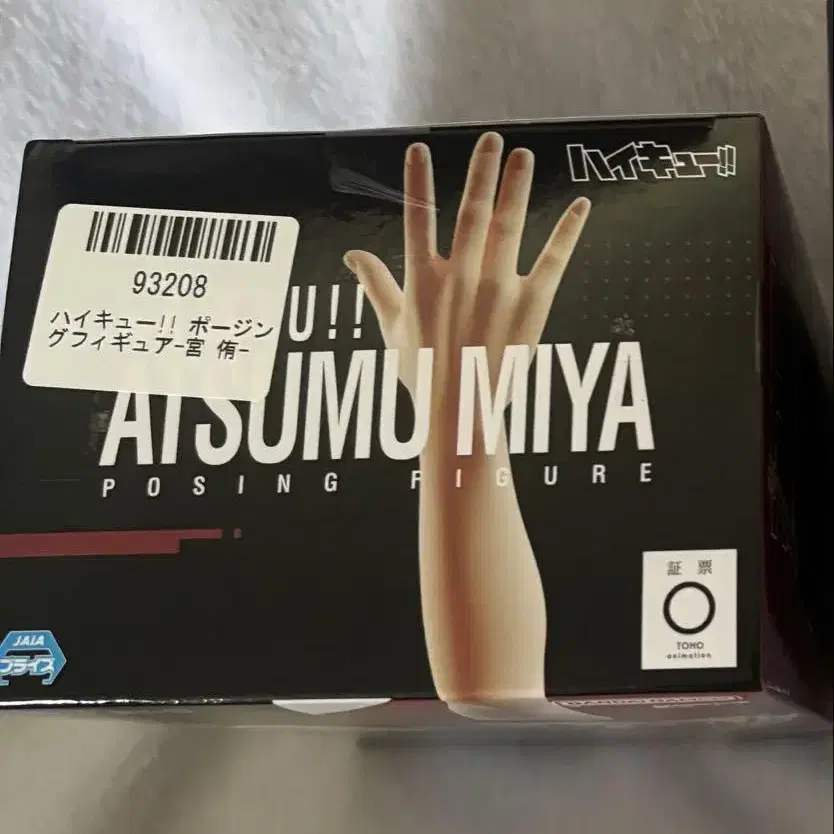 ハイキュー!!
93208
ハイキュー!! ポージン
グフィギュア-宮 侑-
U!!
ATSUMU MIYA
POSING FIGURE
証票
TOHO
animation
JAIA
プライズ